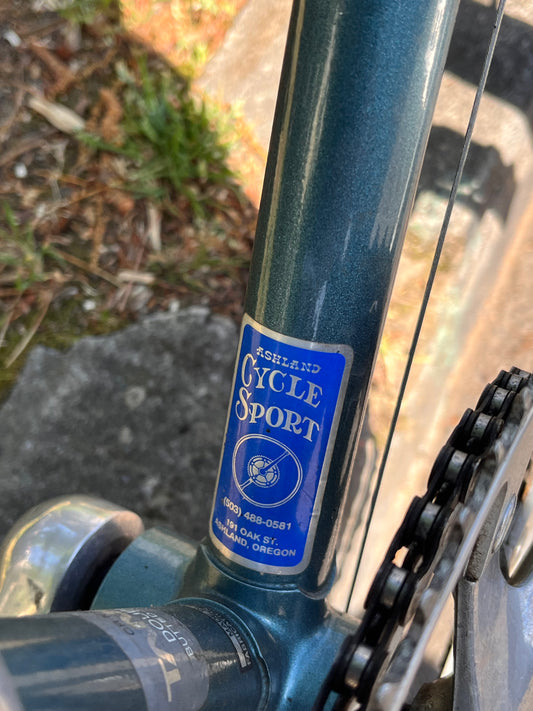 ASHLAND
CYCLE
SPORT
(503) 488-0581
191 OAK ST.
ASHLAND, OREGON